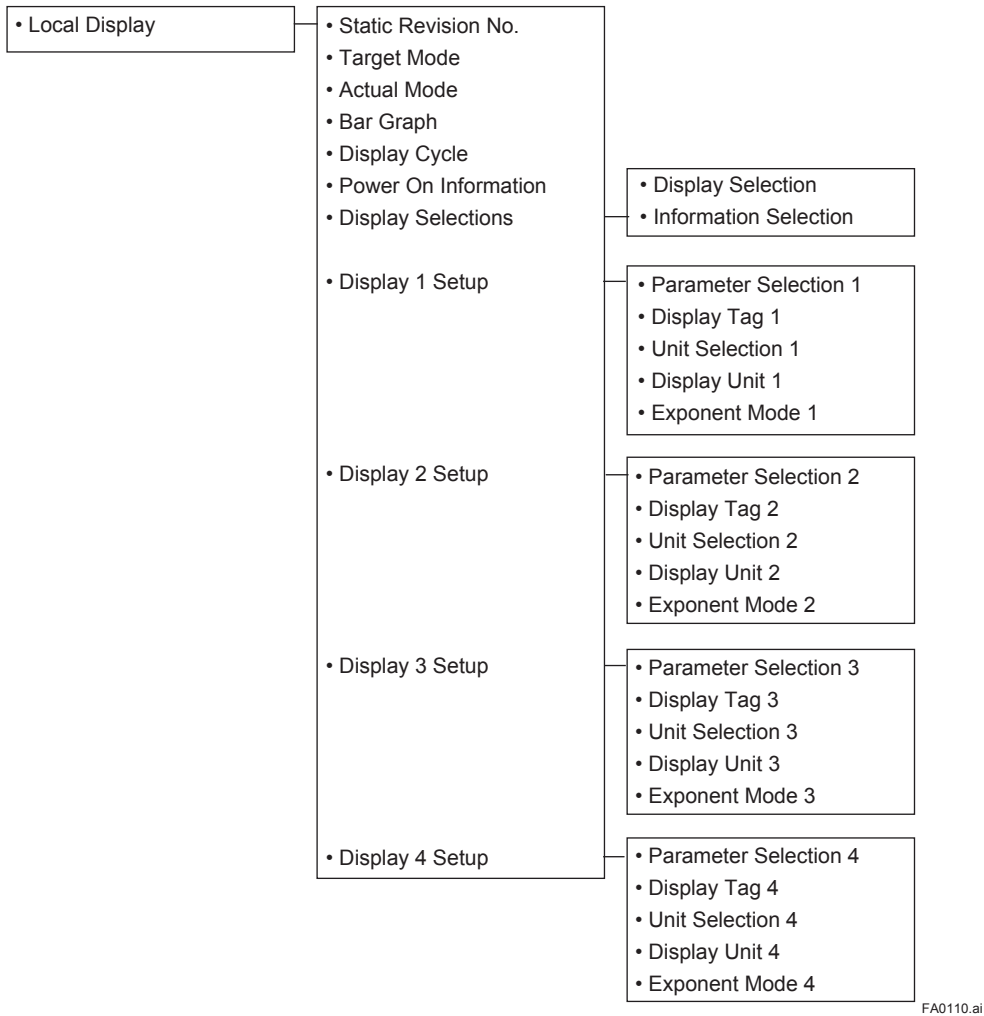 • Local Display
• Static Revision No.
• Target Mode
• Actual Mode
• Bar Graph
• Display Cycle
• Power On Information
• Display Selections
• Display Selection
• Information Selection
• Display 1 Setup
• Parameter Selection 1
• Display Tag 1
• Unit Selection 1
• Display Unit 1
• Exponent Mode 1
• Display 2 Setup
• Parameter Selection 2
• Display Tag 2
• Unit Selection 2
• Display Unit 2
• Exponent Mode 2
• Display 3 Setup
• Parameter Selection 3
• Display Tag 3
• Unit Selection 3
• Display Unit 3
• Exponent Mode 3
• Display 4 Setup
• Parameter Selection 4
• Display Tag 4
• Unit Selection 4
• Display Unit 4
• Exponent Mode 4
FA0110.ai